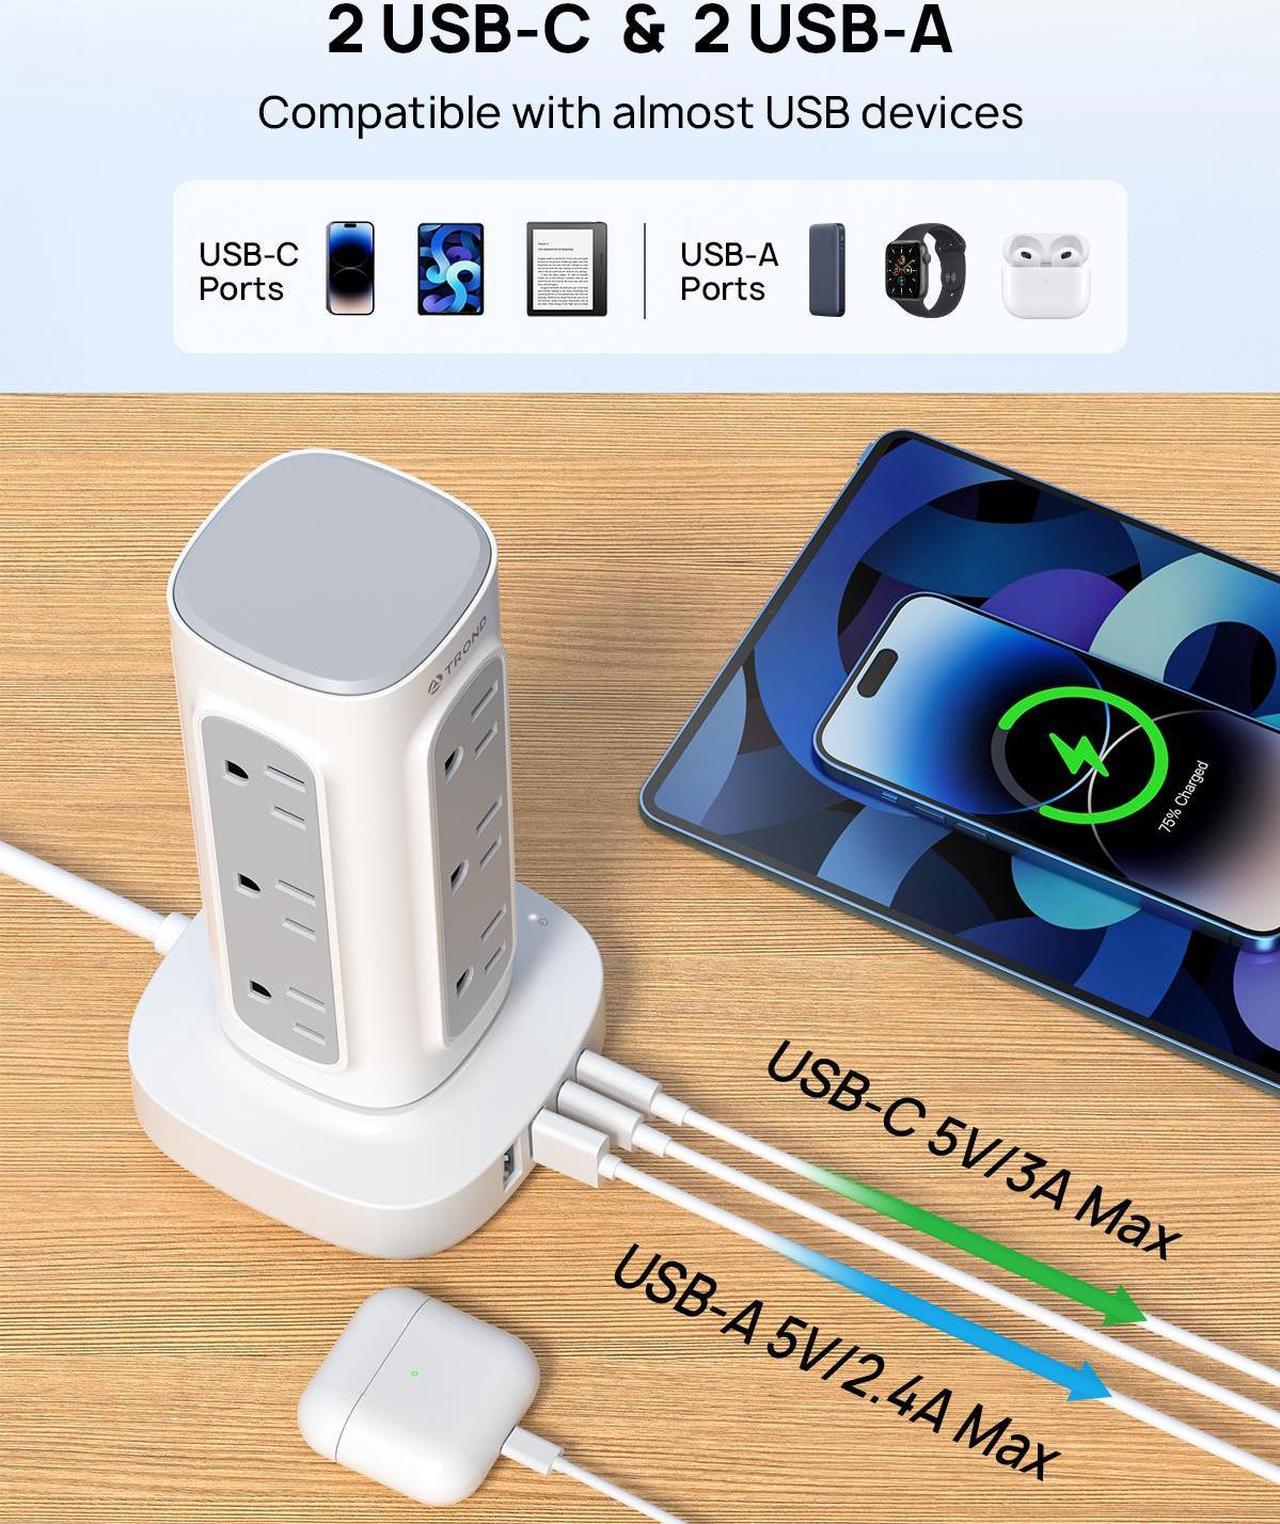 2 USB-C & 2 USB-A
Compatible with almost USB devices
USB-C
Ports
USB-A
Ports
TROND
75% Charged
USB-C 5V/3A Max
USB-A 5V/2.4A Max